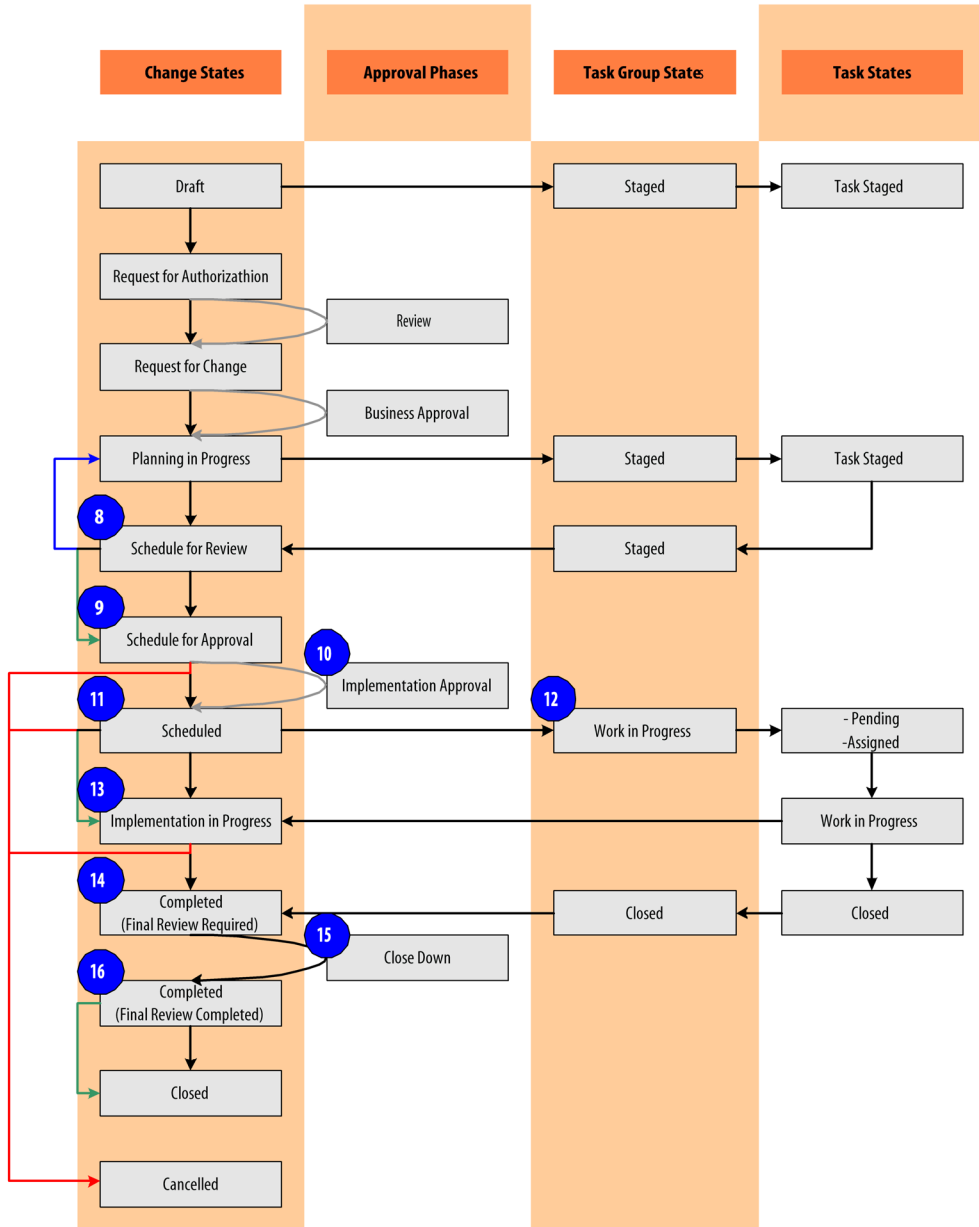 Change States
Approval Phases
Task Group States
Task States
Draft
Staged
Task Staged
Request for Authorizathion
Review
Request for Change
Business Approval
Planning in Progress
Staged
Task Staged
8
Schedule for Review
Staged
9
Schedule for Approval
10
Implementation Approval
11
Scheduled
12
Work in Progress
- Pending
-Assigned
13
Implementation in Progress
Work in Progress
14
Completed
(Final Review Required)
Closed
Closed
15
Close Down
16
Completed
(Final Review Completed)
Closed
Cancelled